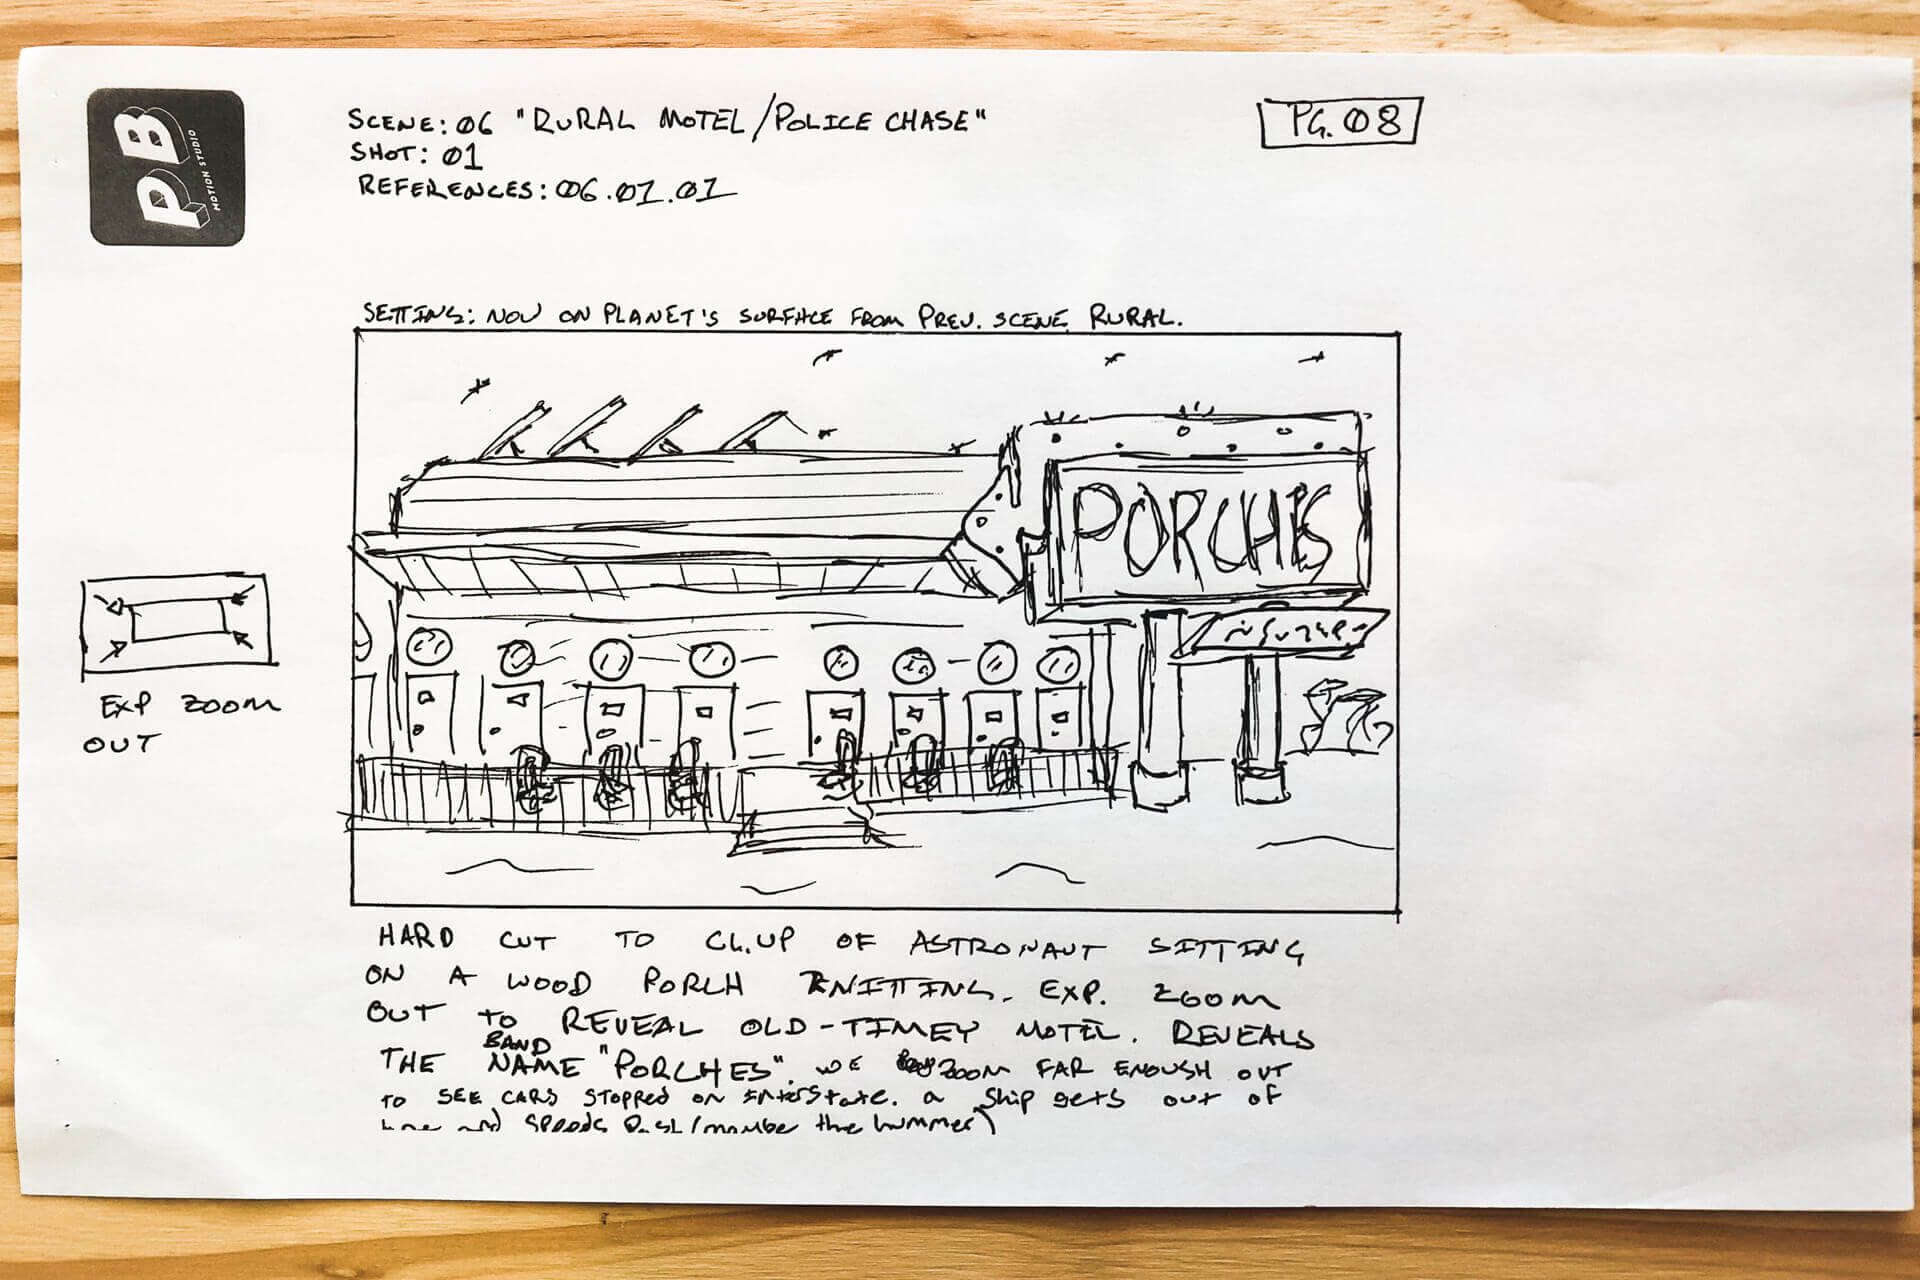 PB
MOTION STUDIO
SCENE: 06 "RURAL MOTEL/POLICE CHASE"
SHOT: 01
REFERENCES: 06.01.01
PG. 08
SETTING: NOW ON PLANET'S SURFACE FROM PREV. SCENE RURAL.
PORCHES
EXP ZOOM
OUT
HARD CUT TO CL.UP OF ASTRONAUT SITTING
ON A WOOD PORCH KNITTING. EXP. ZOOM
OUT TO REVEAL OLD-TIMEY MOTEL. REVEALS
THE BAND NAME "PORCHES". WE ZOOM FAR ENOUGH OUT
TO SEE CARS STOPPED ON INTERSTATE. a ship gets out of
and speeds past (maybe the hummer)